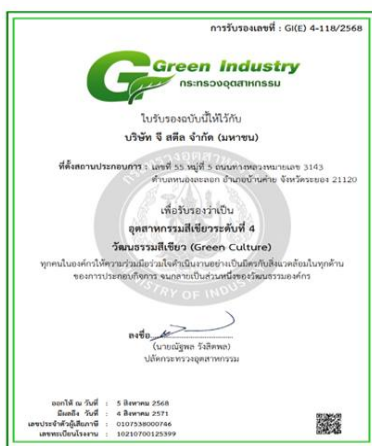 การรับรองเลขที่ : GI(E) 4-118/2568
Green Industry
กระทรวงอุตสาหกรรม
ใบรับรองฉบับนี้ให้ไว้กับ
บริษัท จี สตีล จำกัด (มหาชน)
ที่ตั้งสถานประกอบการ : เลขที่ 55 หมู่ที่ 5 ถนนทางหลวงหมายเลข 3143
ตำบลหนองละลอก อำเภอบ้านค่าย จังหวัดระยอง 21120
เพื่อรับรองว่าเป็น
อุตสาหกรรมสีเขียวระดับที่ 4
วัฒนธรรมสีเขียว (Green Culture)
ทุกคนในองค์กรให้ความร่วมมือร่วมใจดำเนินงานอย่างเป็นมิตรกับสิ่งแวดล้อมในทุกด้าน
ของการประกอบกิจการ จนกลายเป็นส่วนหนึ่งของวัฒนธรรมองค์กร
ลงชื่อ
(นายณัฐพล รังสิตพล)
ปลัดกระทรวงอุตสาหกรรม
ออกให้ ณ วันที่ : 5 สิงหาคม 2568
มีผลถึง วันที่ : 4 สิงหาคม 2571
เลขประจำตัวผู้เสียภาษี : 0107538000746
เลขทะเบียนโรงงาน : 10210700125399